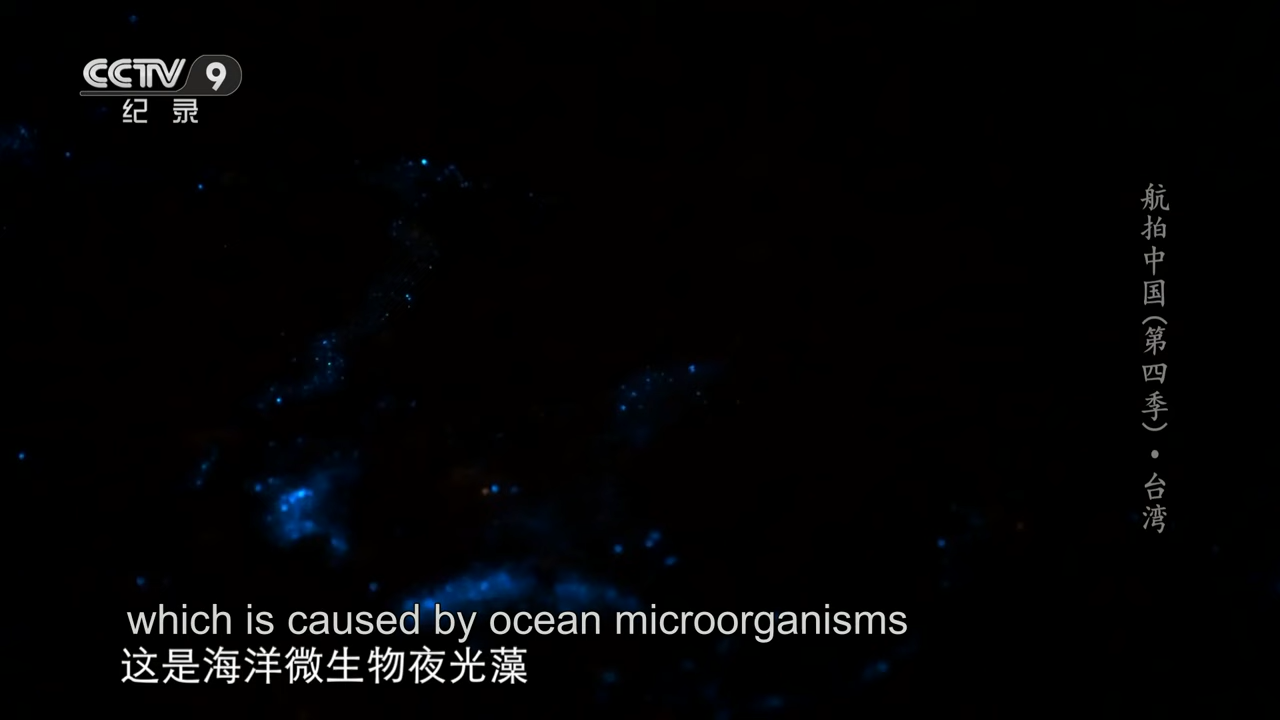 CCTV 9
纪录
航拍中国(第四季)·台湾
which is caused by ocean microorganisms
这是海洋微生物夜光藻